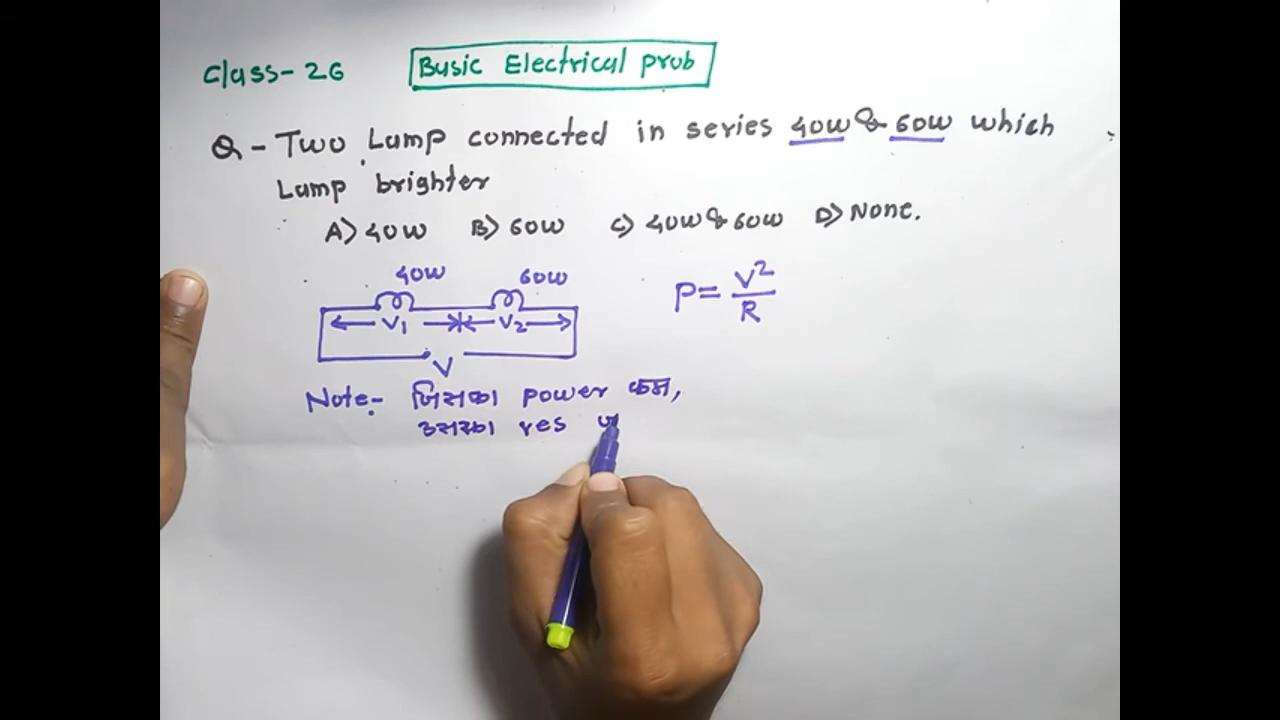 Class-26 Busic Electrical prob
Q - Two Lamp connected in series 40W & 60W which
Lamp brighter
A) 40W B) 60W C) 40W & 60W D) None.
40W 60W
V1 V2
V
P = V²/R
Note:- जिसका power कम,
उसका res